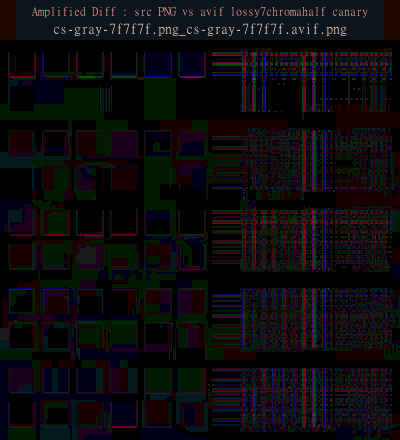 Amplified Diff : src PNG vs avif lossy7chromahalf canary
cs-gray-7f7f7f.png_cs-gray-7f7f7f.avif.png